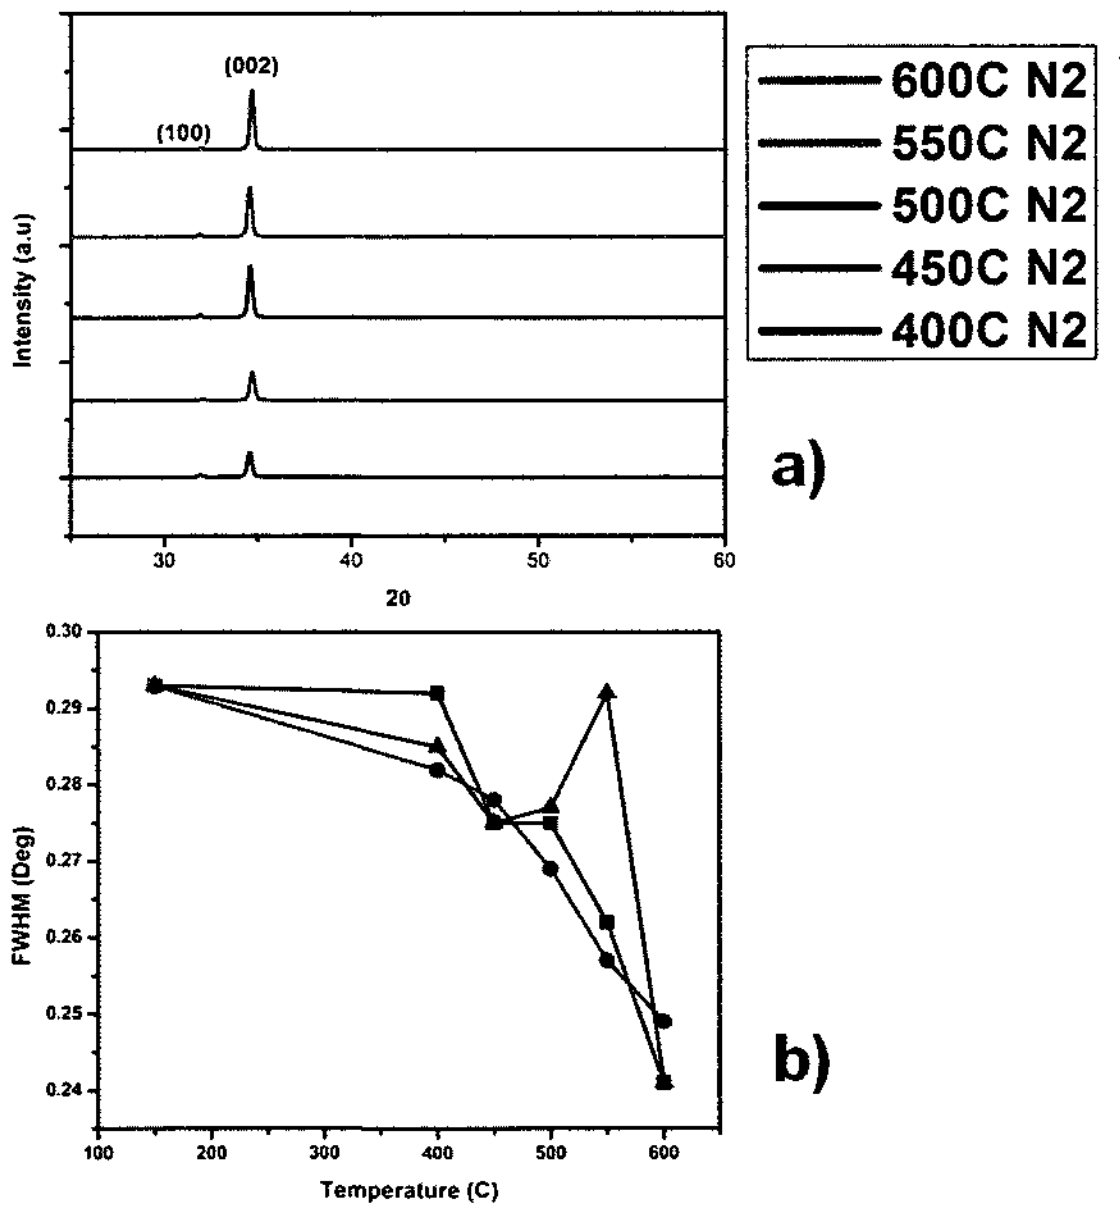 (002)
(100)
Intensity (a.u)
30 40 50 60
20
600C N2
550C N2
500C N2
450C N2
400C N2
a)
0.30
0.29
0.28
0.27
0.26
0.25
0.24
FWHM (Deg)
100 200 300 400 500 600
Temperature (C)
b)